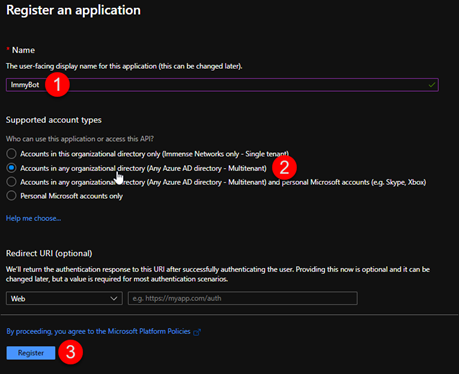 Register an application
* Name
The user-facing display name for this application (this can be changed later).
ImmyBot
1
Supported account types
Who can use this application or access this API?
Accounts in this organizational directory only (Immense Networks only - Single tenant)
Accounts in any organizational directory (Any Azure AD directory - Multitenant)
2
Accounts in any organizational directory (Any Azure AD directory - Multitenant) and personal Microsoft accounts (e.g. Skype, Xbox)
Personal Microsoft accounts only
Help me choose...
Redirect URI (optional)
We'll return the authentication response to this URI after successfully authenticating the user. Providing this now is optional and it can be
changed later, but a value is required for most authentication scenarios.
Web
e.g. https://myapp.com/auth
By proceeding, you agree to the Microsoft Platform Policies
Register
3